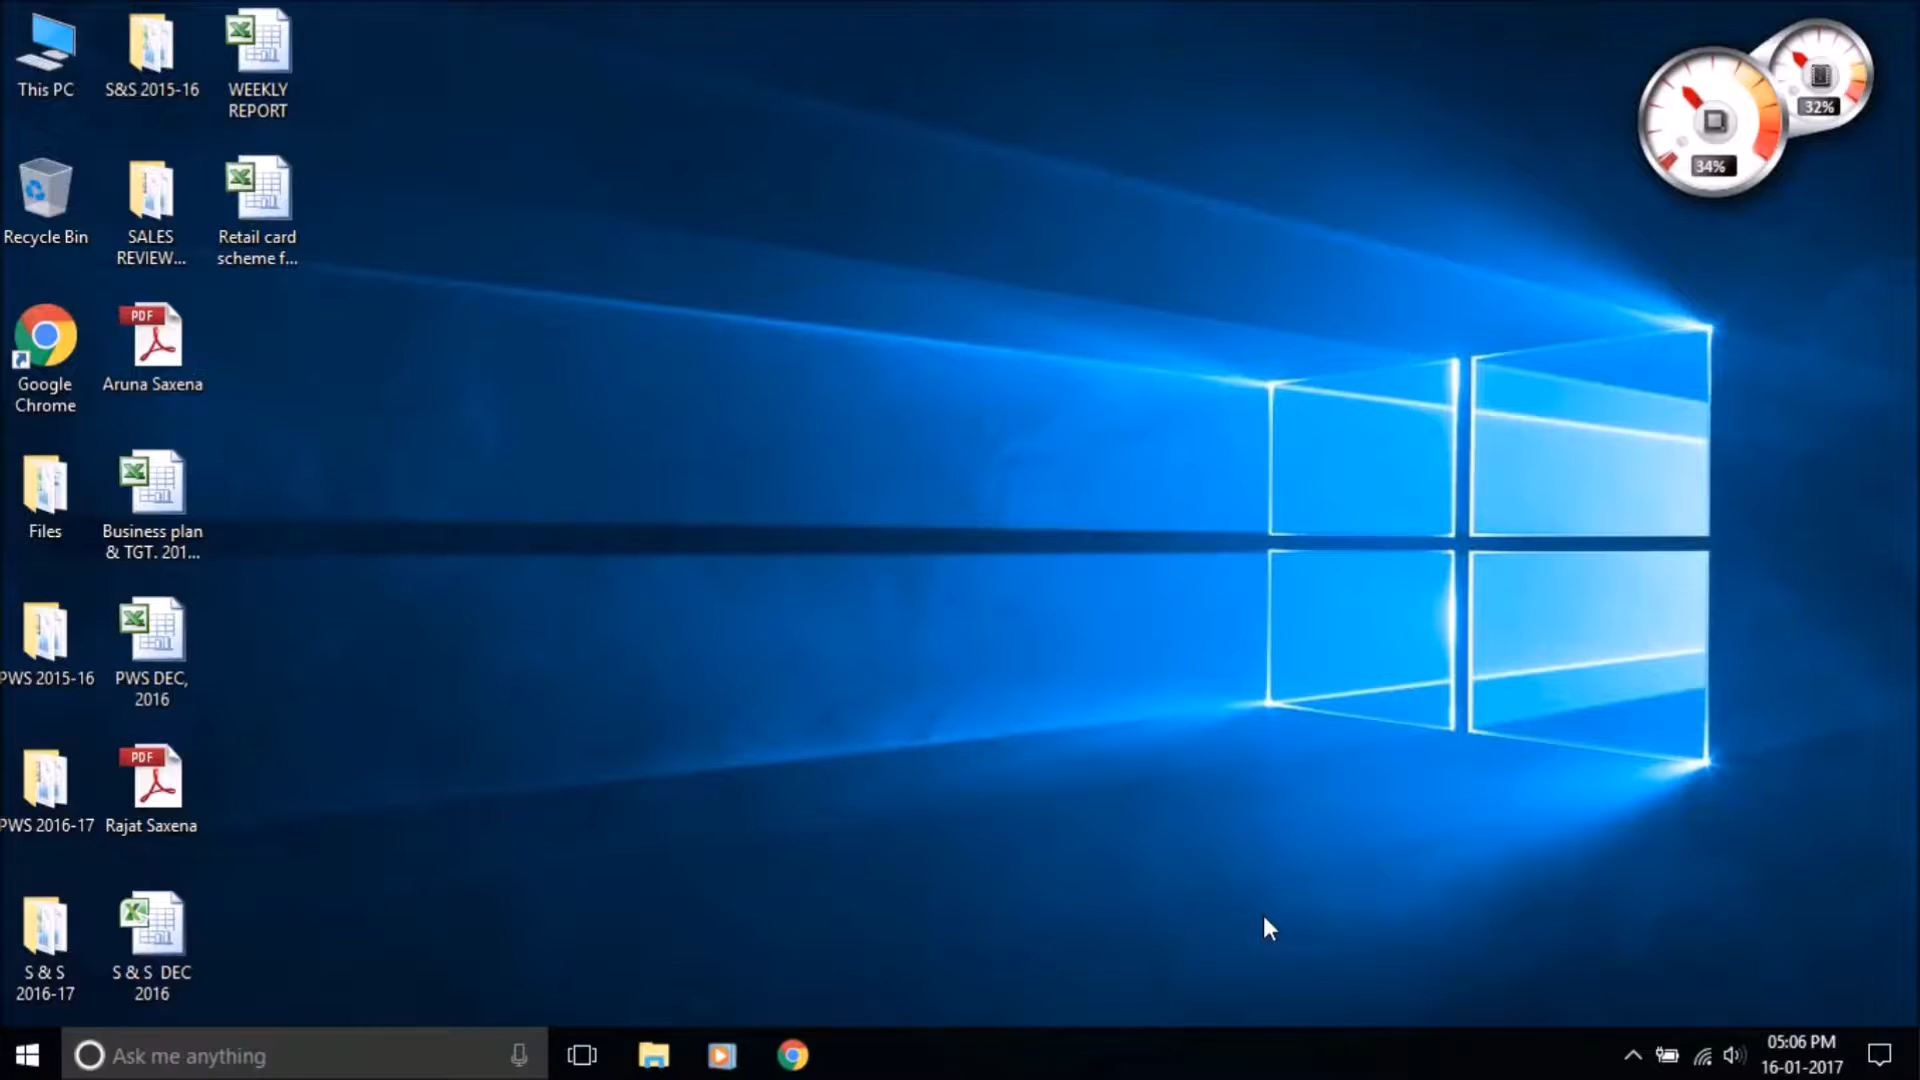 This PC
S&S 2015-16
WEEKLY
REPORT
Recycle Bin
SALES
REVIEW...
Retail card
scheme f...
Google
Chrome
PDF
Aruna Saxena
Files
Business plan
& TGT. 201...
PWS 2015-16
PWS DEC,
2016
PWS 2016-17
PDF
Rajat Saxena
S & S
2016-17
S & S DEC
2016
32%
34%
Ask me anything
05:06 PM
16-01-2017